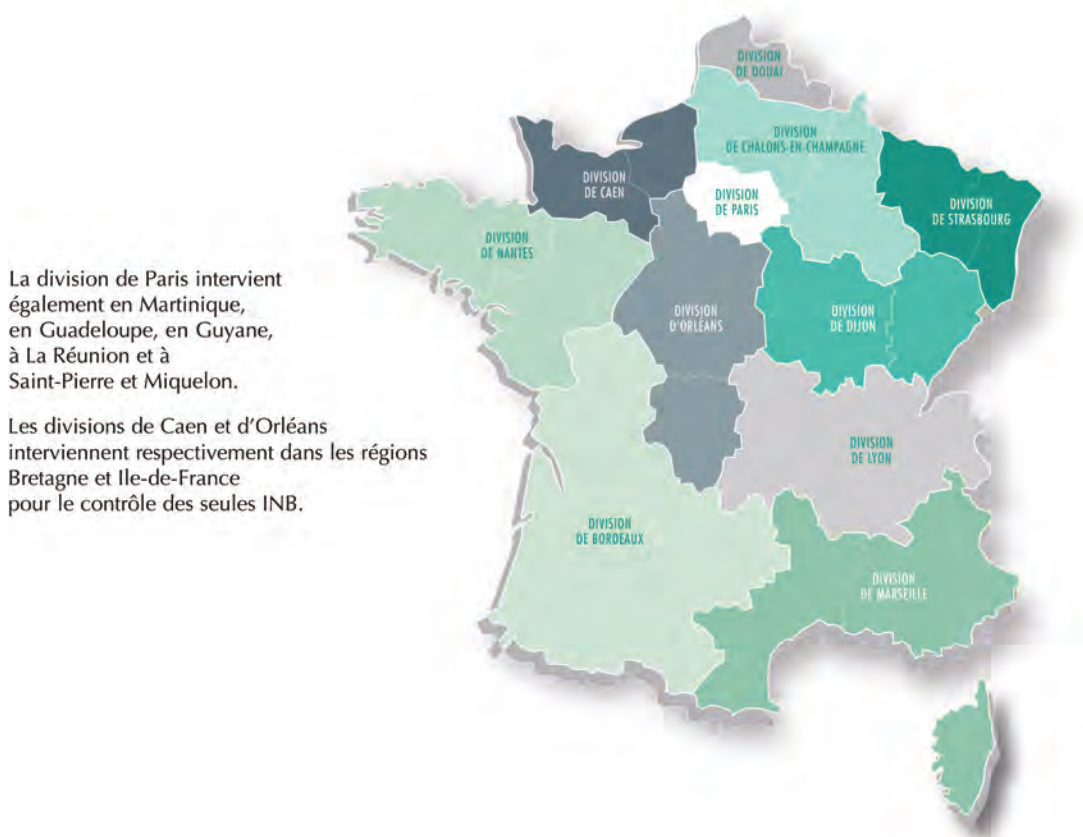 DIVISION
DE DOUAI
DIVISION
DE CHÂLONS-EN-CHAMPAGNE
DIVISION
DE CAEN
DIVISION
DE PARIS
DIVISION
DE STRASBOURG
DIVISION
DE NANTES
DIVISION
D'ORLÉANS
DIVISION
DE DIJON
DIVISION
DE LYON
DIVISION
DE BORDEAUX
DIVISION
DE MARSEILLE
La division de Paris intervient
également en Martinique,
en Guadeloupe, en Guyane,
à La Réunion et à
Saint-Pierre et Miquelon.
Les divisions de Caen et d'Orléans
interviennent respectivement dans les régions
Bretagne et Ile-de-France
pour le contrôle des seules INB.